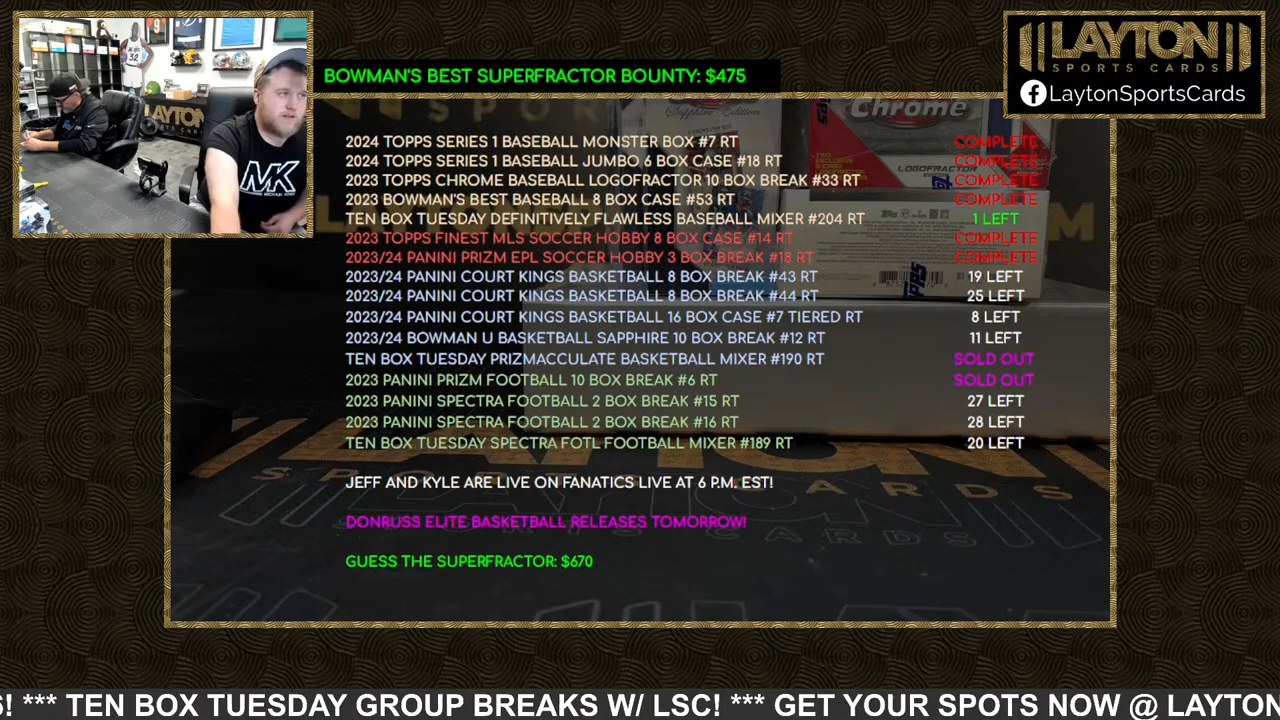 BOWMAN'S BEST SUPERFRACTOR BOUNTY: $475
LAYTON
SPORTS CARDS
LaytonSportsCards
32
MK
Sapphire Edition
Chrome
LOGOFRACTOR
2024 TOPPS SERIES 1 BASEBALL MONSTER BOX #7 RT COMPLETE
2024 TOPPS SERIES 1 BASEBALL JUMBO 6 BOX CASE #18 RT COMPLETE
2023 TOPPS CHROME BASEBALL LOGOFRACTOR 10 BOX BREAK #33 RT COMPLETE
2023 BOWMAN'S BEST BASEBALL 8 BOX CASE #53 RT COMPLETE
TEN BOX TUESDAY DEFINITIVELY FLAWLESS BASEBALL MIXER #204 RT 1 LEFT
2023 TOPPS FINEST MLS SOCCER HOBBY 8 BOX CASE #14 RT COMPLETE
2023/24 PANINI PRIZM EPL SOCCER HOBBY 3 BOX BREAK #18 RT COMPLETE
2023/24 PANINI COURT KINGS BASKETBALL 8 BOX BREAK #43 RT 19 LEFT
2023/24 PANINI COURT KINGS BASKETBALL 8 BOX BREAK #44 RT 25 LEFT
2023/24 PANINI COURT KINGS BASKETBALL 16 BOX CASE #7 TIERED RT 8 LEFT
2023/24 BOWMAN U BASKETBALL SAPPHIRE 10 BOX BREAK #12 RT 11 LEFT
TEN BOX TUESDAY PRIZMACCULATE BASKETBALL MIXER #190 RT SOLD OUT
2023 PANINI PRIZM FOOTBALL 10 BOX BREAK #6 RT SOLD OUT
2023 PANINI SPECTRA FOOTBALL 2 BOX BREAK #15 RT 27 LEFT
2023 PANINI SPECTRA FOOTBALL 2 BOX BREAK #16 RT 28 LEFT
TEN BOX TUESDAY SPECTRA FOTL FOOTBALL MIXER #189 RT 20 LEFT
JEFF AND KYLE ARE LIVE ON FANATICS LIVE AT 6 P.M. EST!
DONRUSS ELITE BASKETBALL RELEASES TOMORROW!
GUESS THE SUPERFRACTOR: $670
S! *** TEN BOX TUESDAY GROUP BREAKS W/ LSC! *** GET YOUR SPOTS NOW @ LAYTON